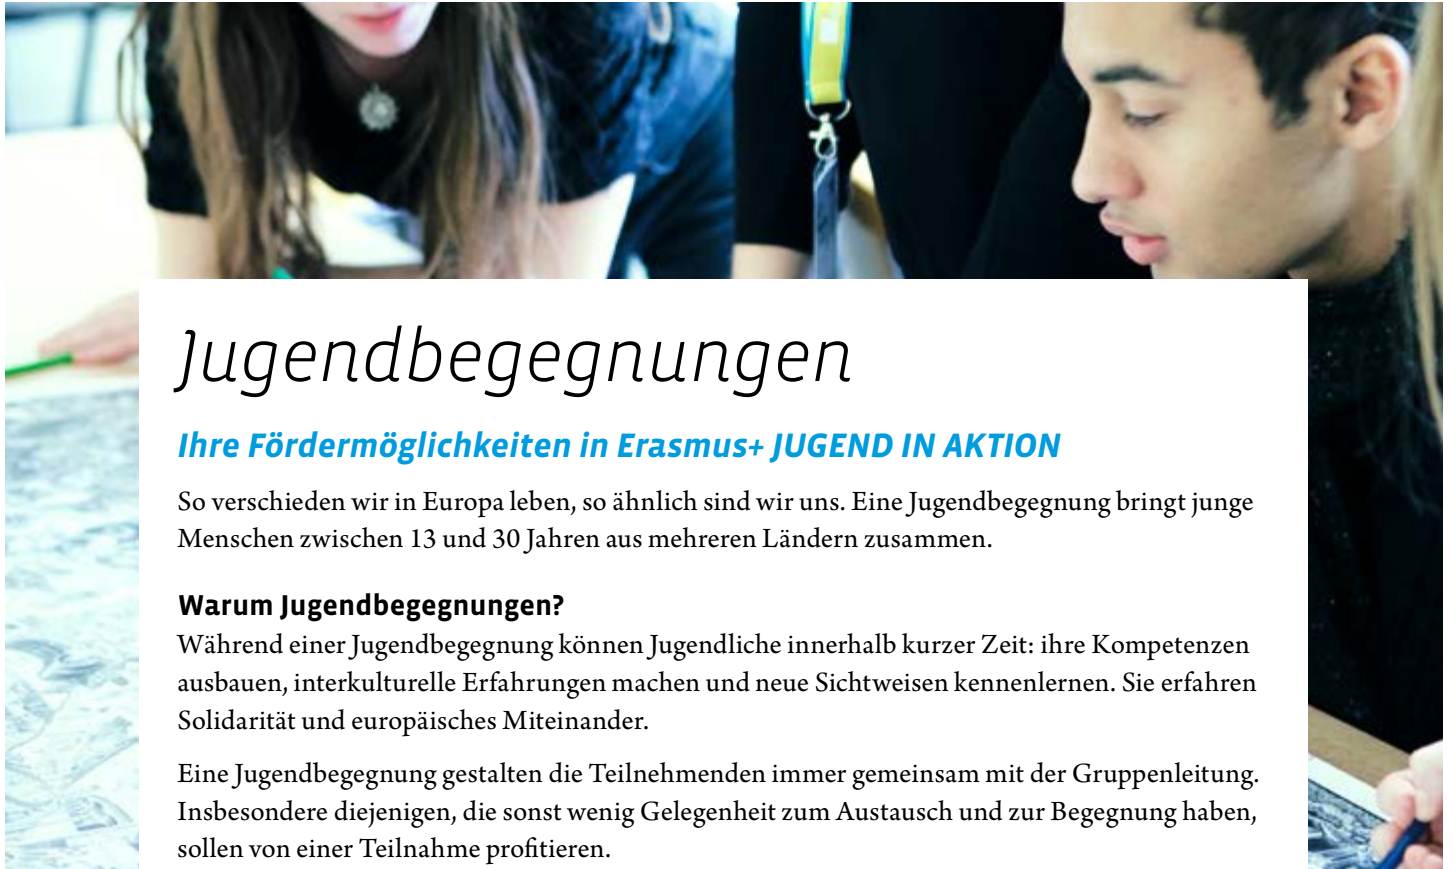 Jugendbegegnungen
Ihre Fördermöglichkeiten in Erasmus+ JUGEND IN AKTION
So verschieden wir in Europa leben, so ähnlich sind wir uns. Eine Jugendbegegnung bringt junge
Menschen zwischen 13 und 30 Jahren aus mehreren Ländern zusammen.
Warum Jugendbegegnungen?
Während einer Jugendbegegnung können Jugendliche innerhalb kurzer Zeit: ihre Kompetenzen
ausbauen, interkulturelle Erfahrungen machen und neue Sichtweisen kennenlernen. Sie erfahren
Solidarität und europäisches Miteinander.
Eine Jugendbegegnung gestalten die Teilnehmenden immer gemeinsam mit der Gruppenleitung.
Insbesondere diejenigen, die sonst wenig Gelegenheit zum Austausch und zur Begegnung haben,
sollen von einer Teilnahme profitieren.